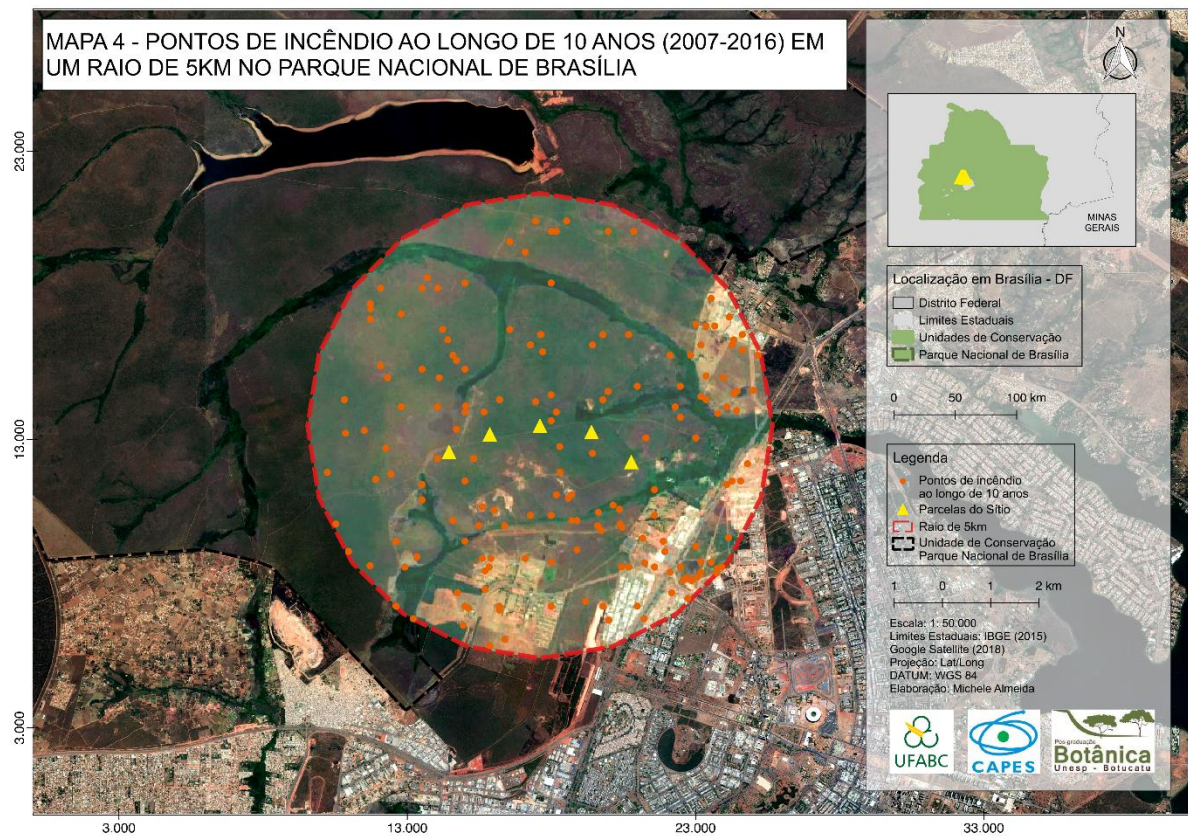 MAPA 4 - PONTOS DE INCÊNDIO AO LONGO DE 10 ANOS (2007-2016) EM
UM RAIO DE 5KM NO PARQUE NACIONAL DE BRASÍLIA
N
MINAS
GERAIS
Localização em Brasília - DF
Distrito Federal
Limites Estaduais
Unidades de Conservação
Parque Nacional de Brasília
0 50 100 km
Legenda
Pontos de incêndio
ao longo de 10 anos
Parcelas do Sítio
Raio de 5km
Unidade de Conservação
Parque Nacional de Brasília
1 0 1 2 km
Escala: 1: 50.000
Limites Estaduais: IBGE (2015)
Google Satellite (2018)
Projeção: Lat/Long
DATUM: WGS 84
Elaboração: Michele Almeida
UFABC
CAPES
Pós-graduação
Botânica
Unesp - Botucatu
23.000
13.000
3.000
3.000 13.000 23.000 33.000